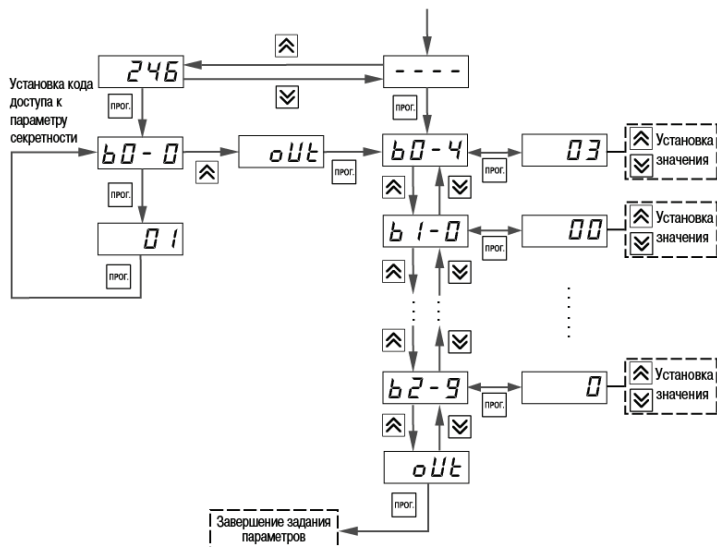 246
- - - -
Установка кода
доступа к
параметру
секретности
ПРОГ.
ПРОГ.
b0-0
oUt
ПРОГ.
b0-4
ПРОГ.
03
Установка
значения
ПРОГ.
01
ПРОГ.
b1-0
ПРОГ.
00
Установка
значения
b2-9
ПРОГ.
0
Установка
значения
oUt
ПРОГ.
Завершение задания
параметров